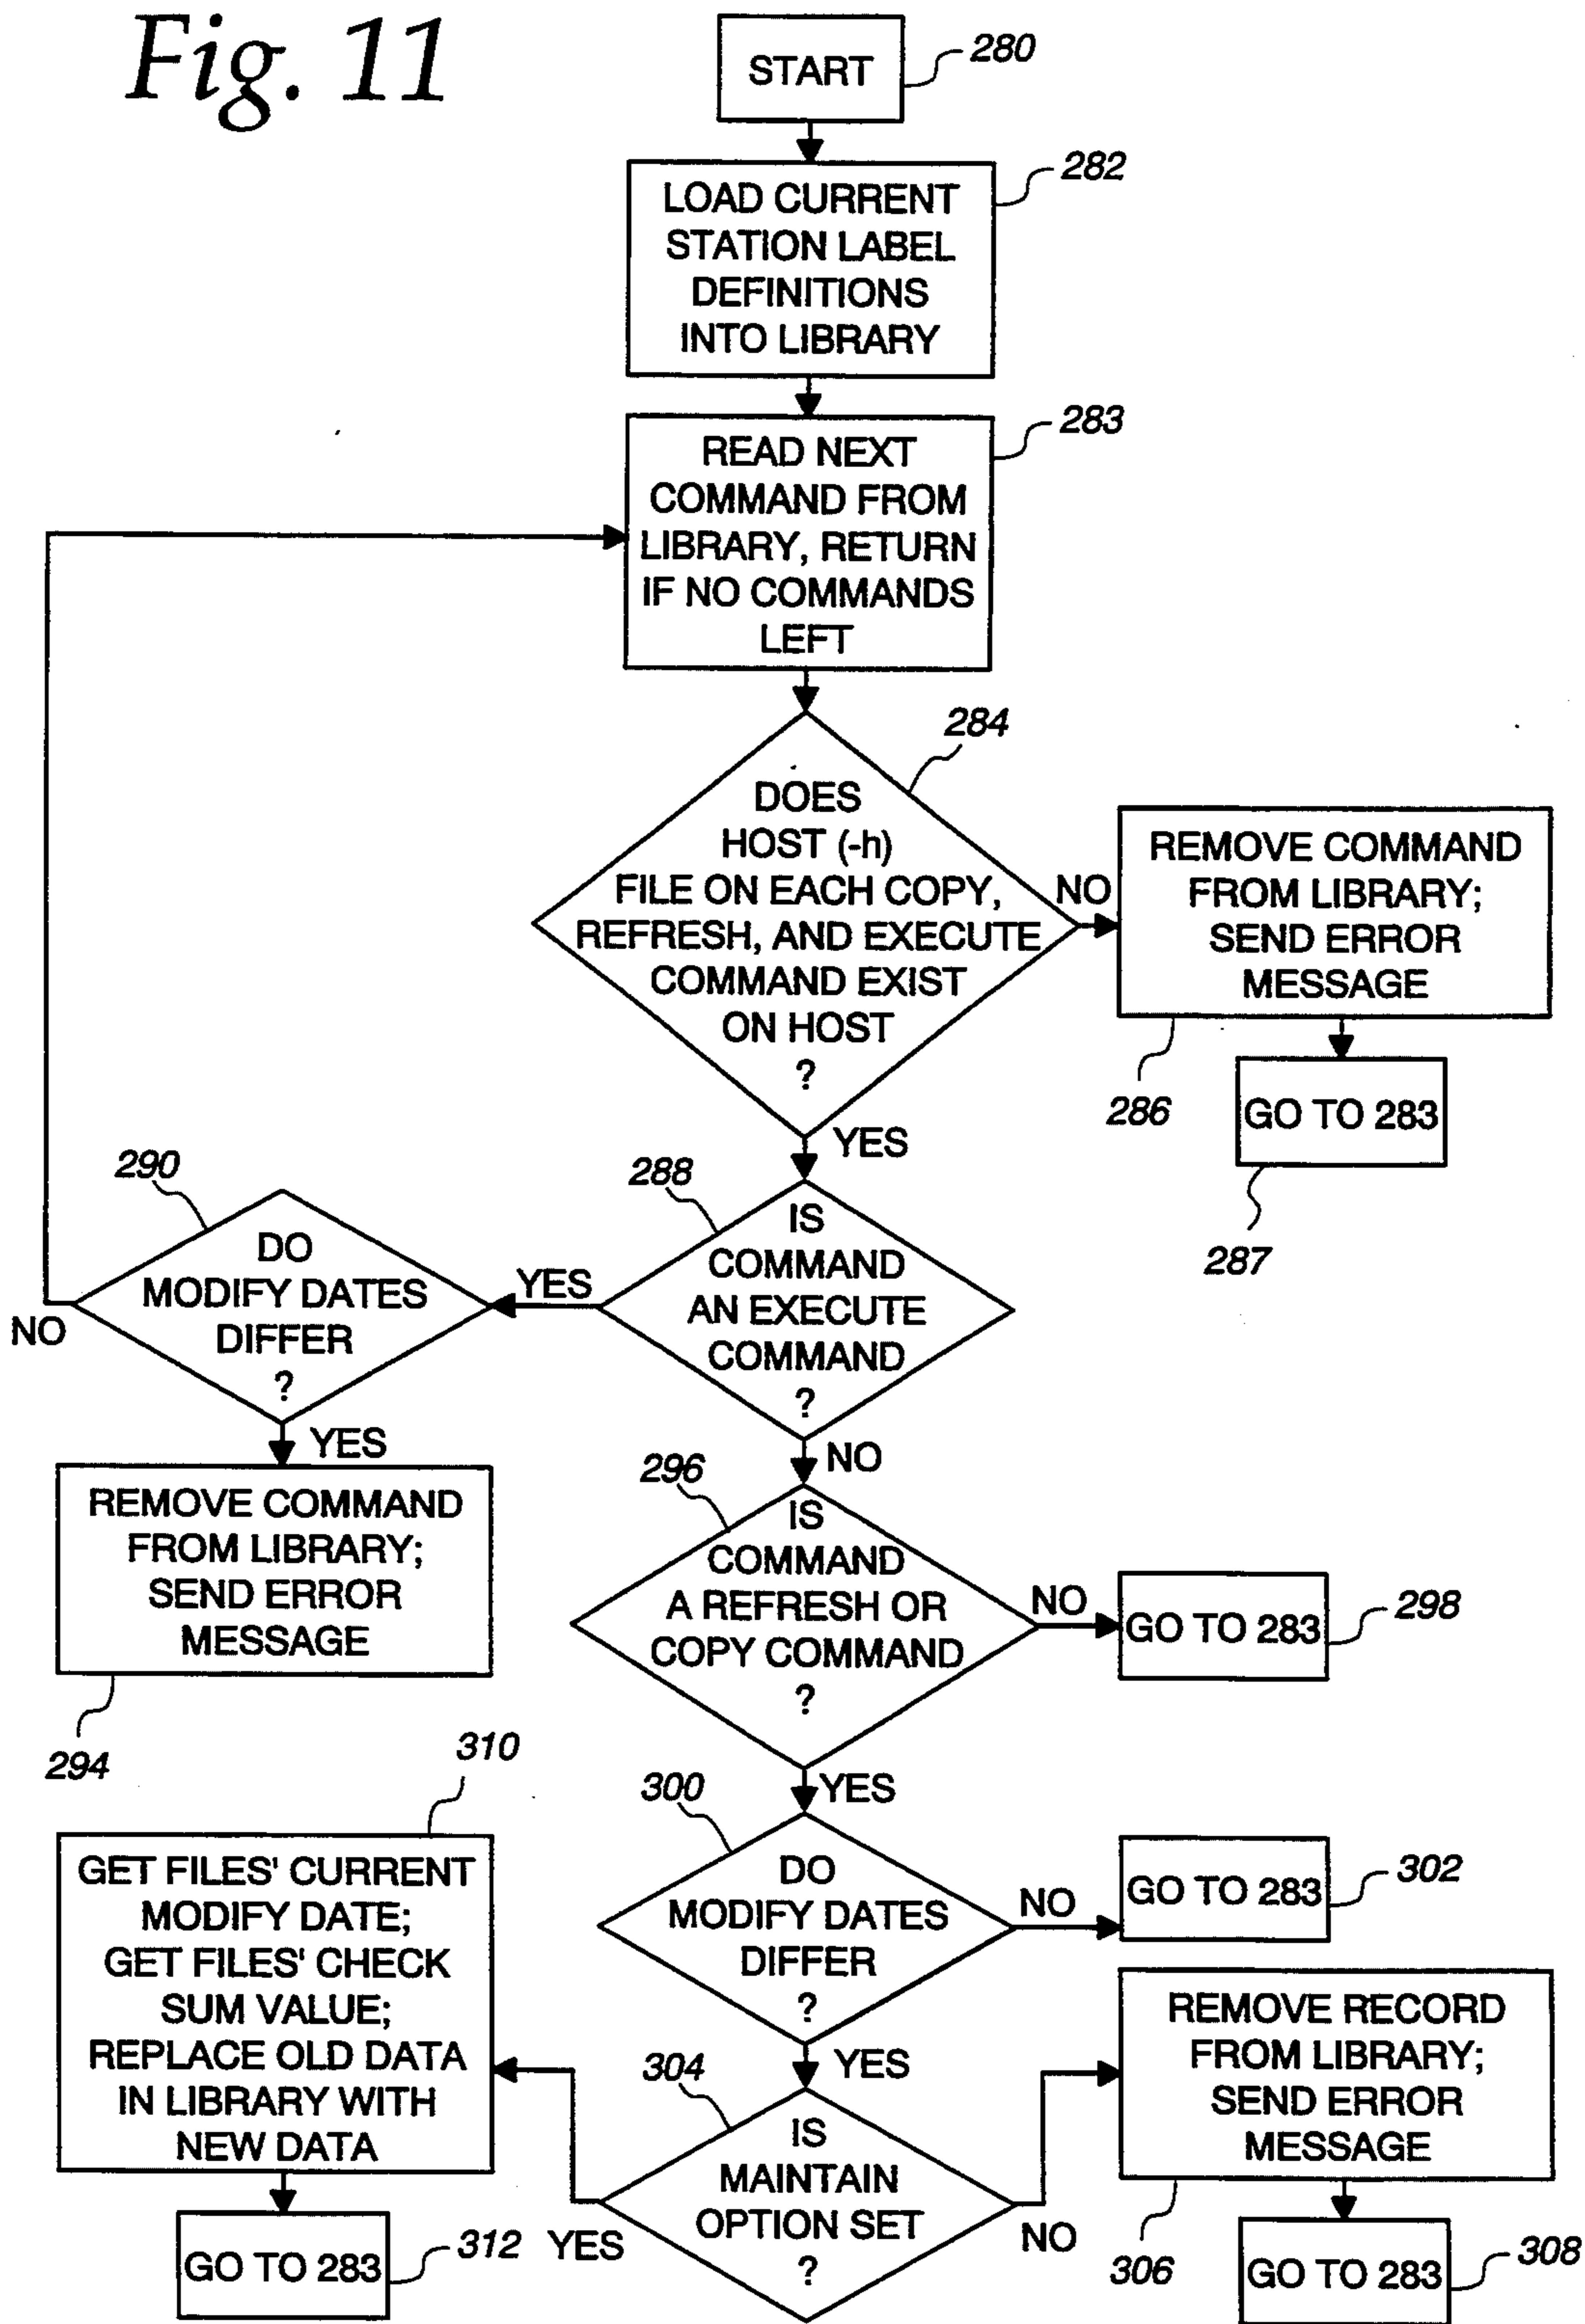 Fig. 11
START
280
LOAD CURRENT
STATION LABEL
DEFINITIONS
INTO LIBRARY
282
READ NEXT
COMMAND FROM
LIBRARY, RETURN
IF NO COMMANDS
LEFT
283
DOES
HOST (-h)
FILE ON EACH COPY,
REFRESH, AND EXECUTE
COMMAND EXIST
ON HOST
?
284
NO
REMOVE COMMAND
FROM LIBRARY;
SEND ERROR
MESSAGE
286
GO TO 283
287
YES
IS
COMMAND
AN EXECUTE
COMMAND
?
288
YES
DO
MODIFY DATES
DIFFER
?
290
NO
YES
REMOVE COMMAND
FROM LIBRARY;
SEND ERROR
MESSAGE
294
NO
IS
COMMAND
A REFRESH OR
COPY COMMAND
?
296
NO
GO TO 283
298
YES
DO
MODIFY DATES
DIFFER
?
300
NO
GO TO 283
302
YES
IS
MAINTAIN
OPTION SET
?
304
NO
REMOVE RECORD
FROM LIBRARY;
SEND ERROR
MESSAGE
306
GO TO 283
308
YES
GET FILES' CURRENT
MODIFY DATE;
GET FILES' CHECK
SUM VALUE;
REPLACE OLD DATA
IN LIBRARY WITH
NEW DATA
310
GO TO 283
312